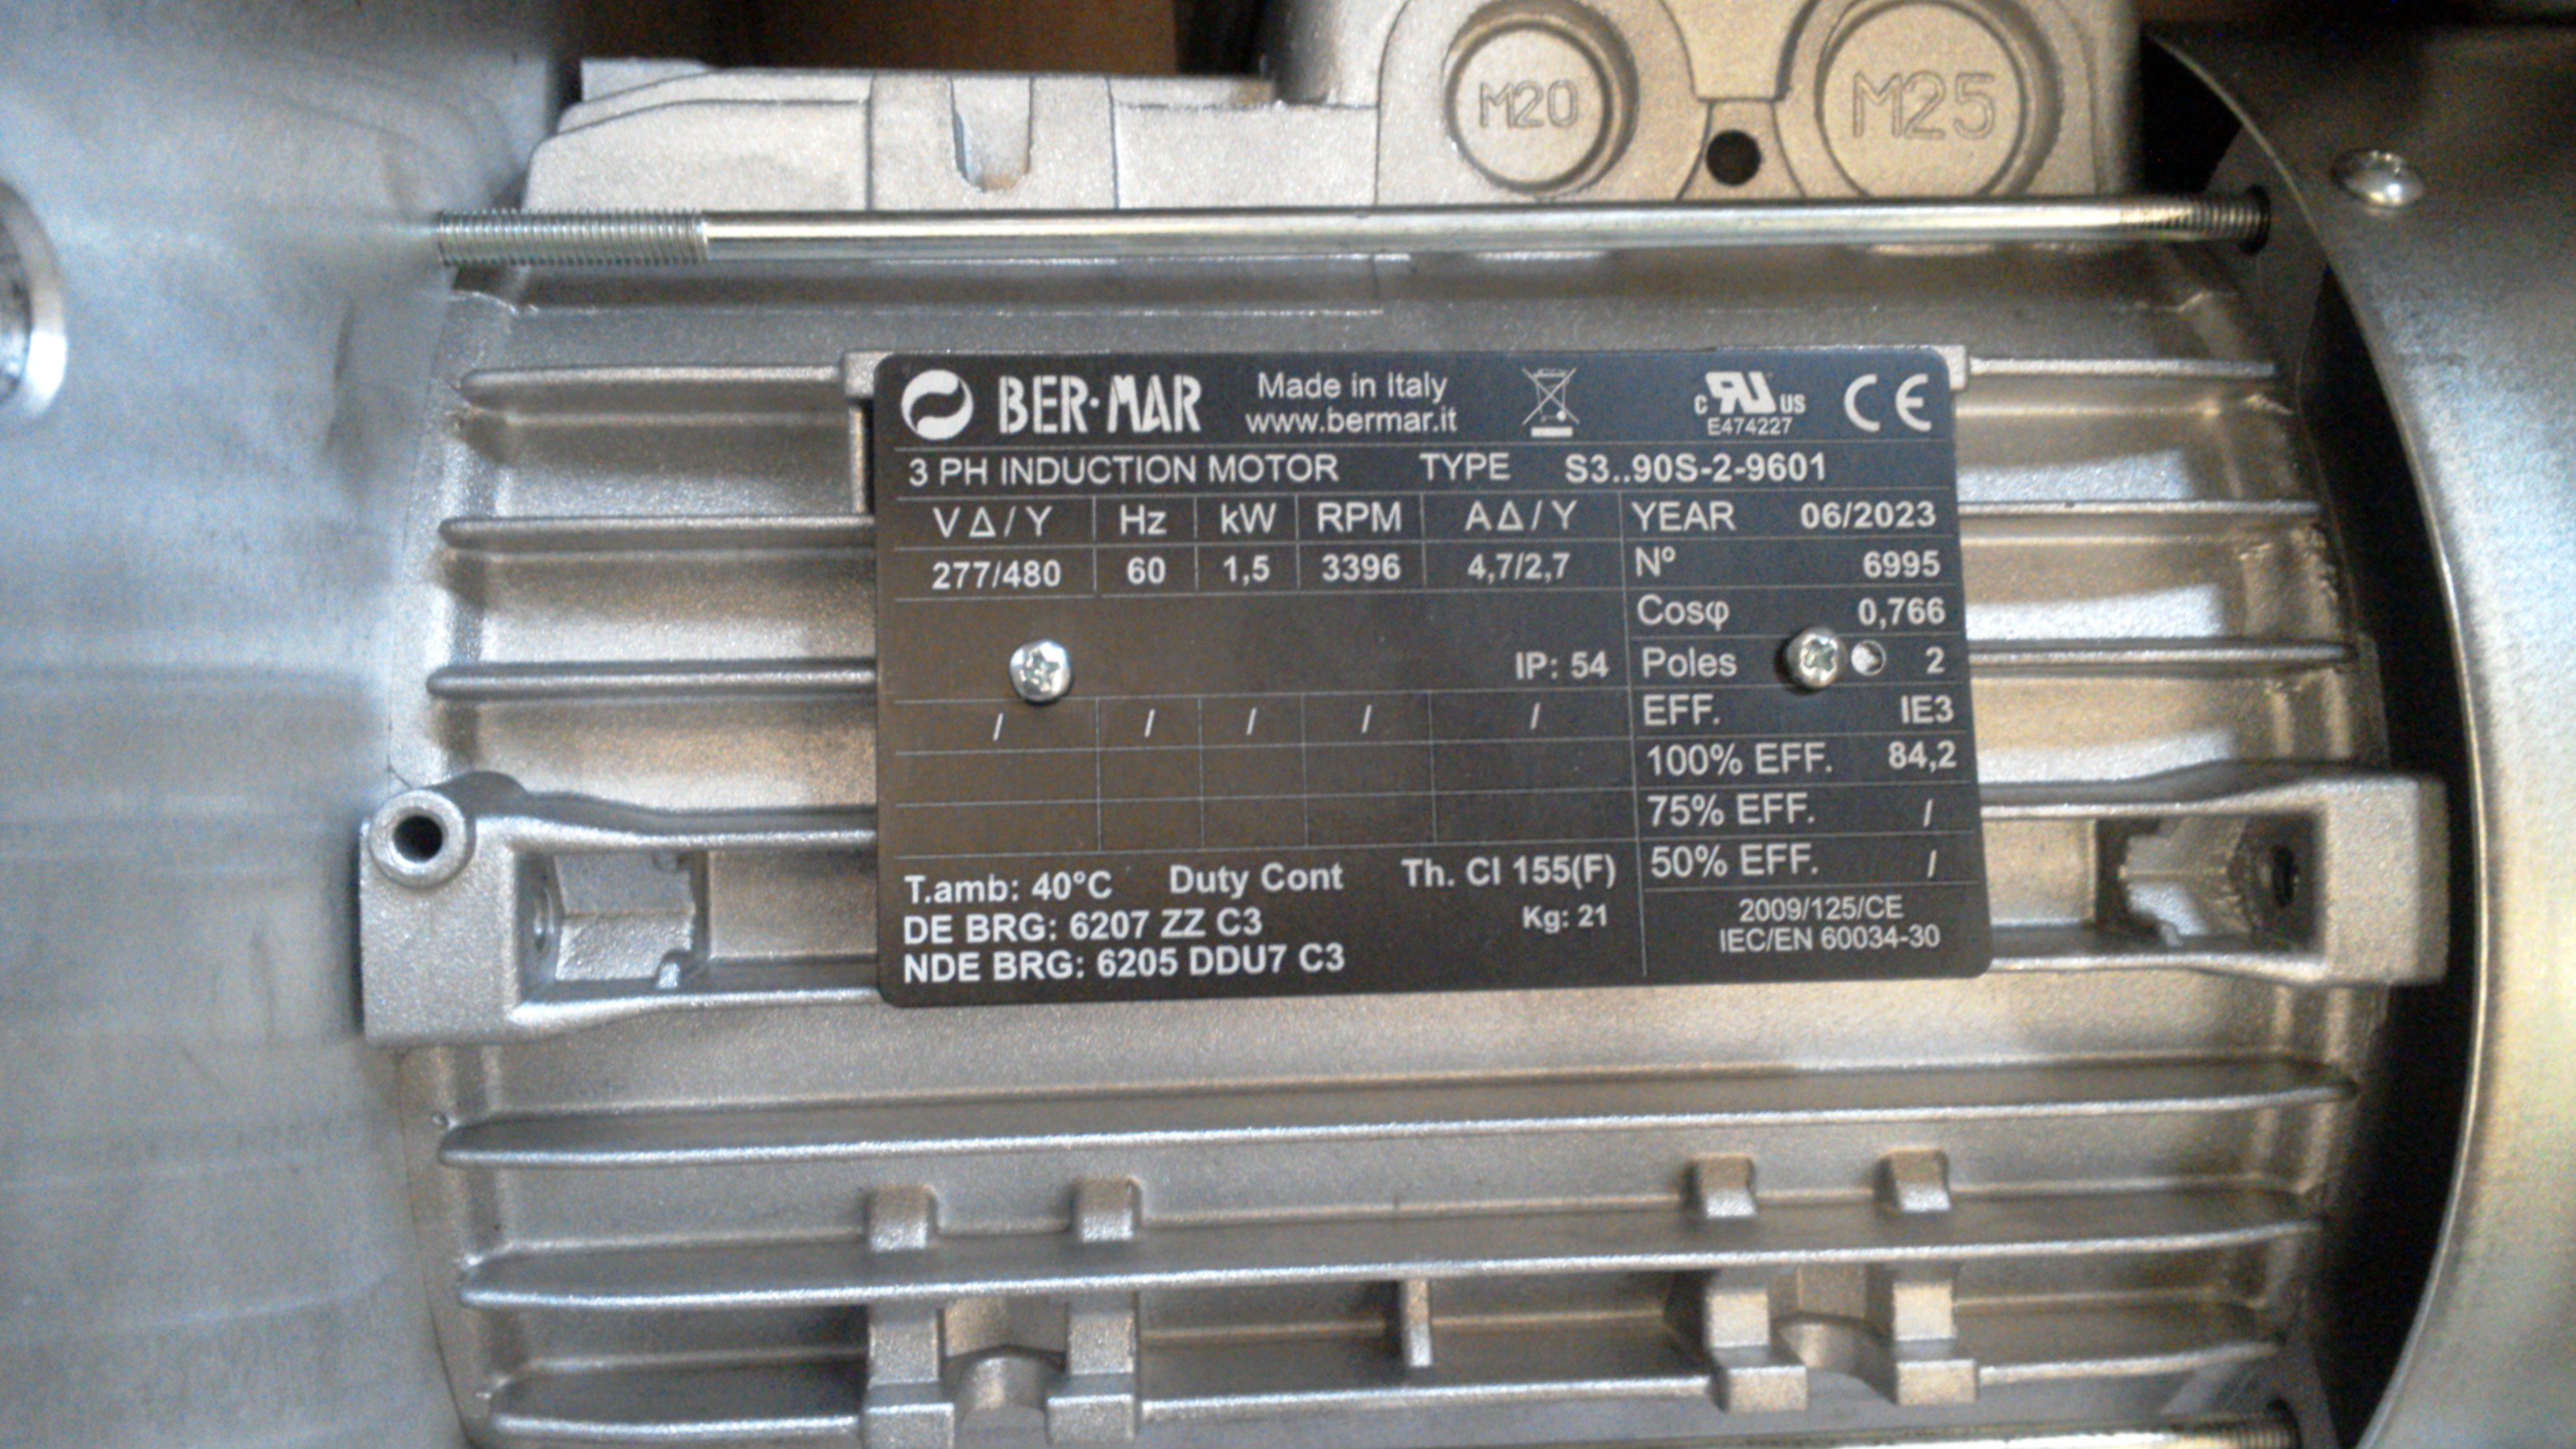 M20
M25
BER·MAR
Made in Italy
www.bermar.it
c RU us
E474227
CE
3 PH INDUCTION MOTOR TYPE S3..90S-2-9601
V Δ / Y Hz kW RPM A Δ / Y YEAR 06/2023
277/480 60 1,5 3396 4,7/2,7 Nº 6995
Cosφ 0,766
IP: 54 Poles 2
/ / / / / EFF. IE3
100% EFF. 84,2
75% EFF. /
50% EFF. /
T.amb: 40°C Duty Cont Th. Cl 155(F)
DE BRG: 6207 ZZ C3 Kg: 21
NDE BRG: 6205 DDU7 C3
2009/125/CE
IEC/EN 60034-30